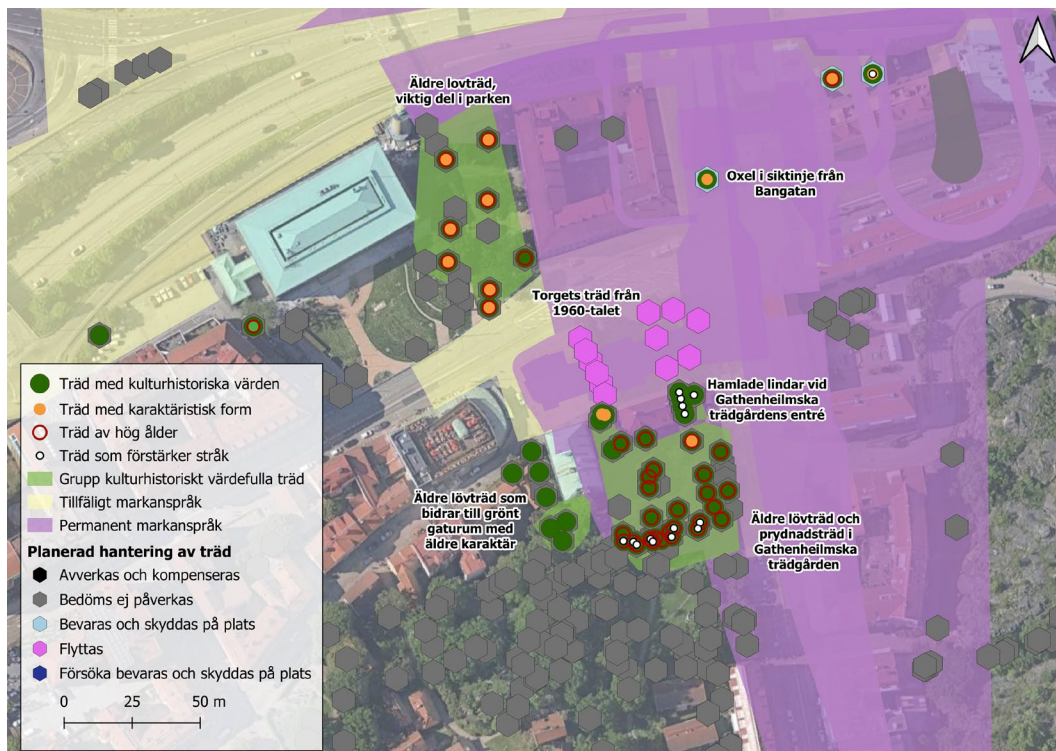 Äldre lovträd,
viktig del i parken
Oxel i siktinje från
Bangatan
Torgets träd från
1960-talet
Hamlade lindar vid
Gathenheilmska
trädgårdens entré
Äldre lövträd som
bidrar till grönt
gaturum med
äldre karaktär
Äldre lövträd och
prydnadsträd i
Gathenheilmska
trädgården
Träd med kulturhistoriska värden
Träd med karaktäristisk form
Träd av hög ålder
Träd som förstärker stråk
Grupp kulturhistoriskt värdefulla träd
Tillfäligt markanspråk
Permanent markanspråk
Planerad hantering av träd
Avverkas och kompenseras
Bedöms ej påverkas
Bevaras och skyddas på plats
Flyttas
Försöka bevaras och skyddas på plats
0 25 50 m